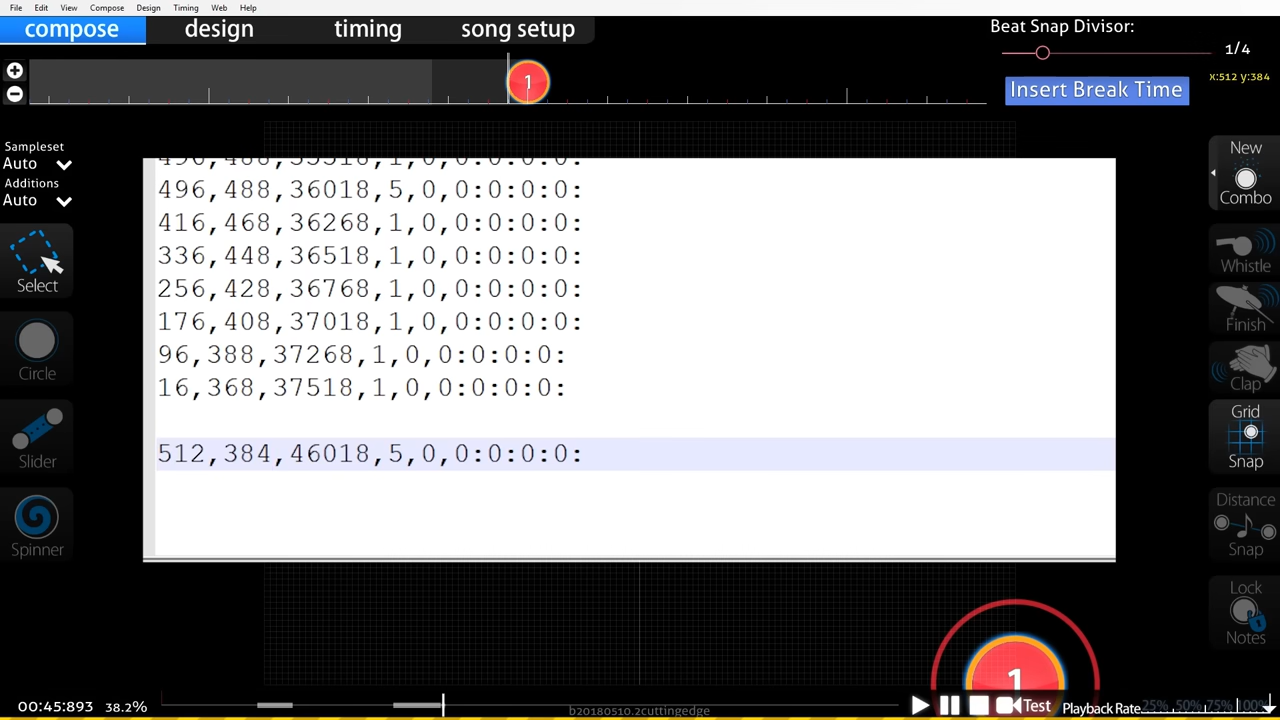 File Edit View Compose Design Timing Web Help
compose design timing song setup
Beat Snap Divisor:
1/4
x:512 y:384
1
Insert Break Time
Sampleset
Auto
Additions
Auto
Select
Circle
Slider
Spinner
496,488,36018,5,0,0:0:0:0:
416,468,36268,1,0,0:0:0:0:
336,448,36518,1,0,0:0:0:0:
256,428,36768,1,0,0:0:0:0:
176,408,37018,1,0,0:0:0:0:
96,388,37268,1,0,0:0:0:0:
16,368,37518,1,0,0:0:0:0:
512,384,46018,5,0,0:0:0:0:
New
Combo
Whistle
Finish
Clap
Grid
Snap
Distance
Snap
Lock
Notes
1
00:45:893 38.2%
b20180510.2cuttingedge
Test
Playback Rate
25% 50% 75% 100%